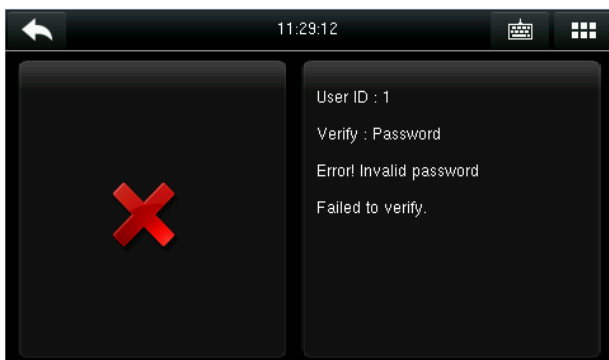 11:29:12
User ID : 1
Verify : Password
Error! Invalid password
Failed to verify.